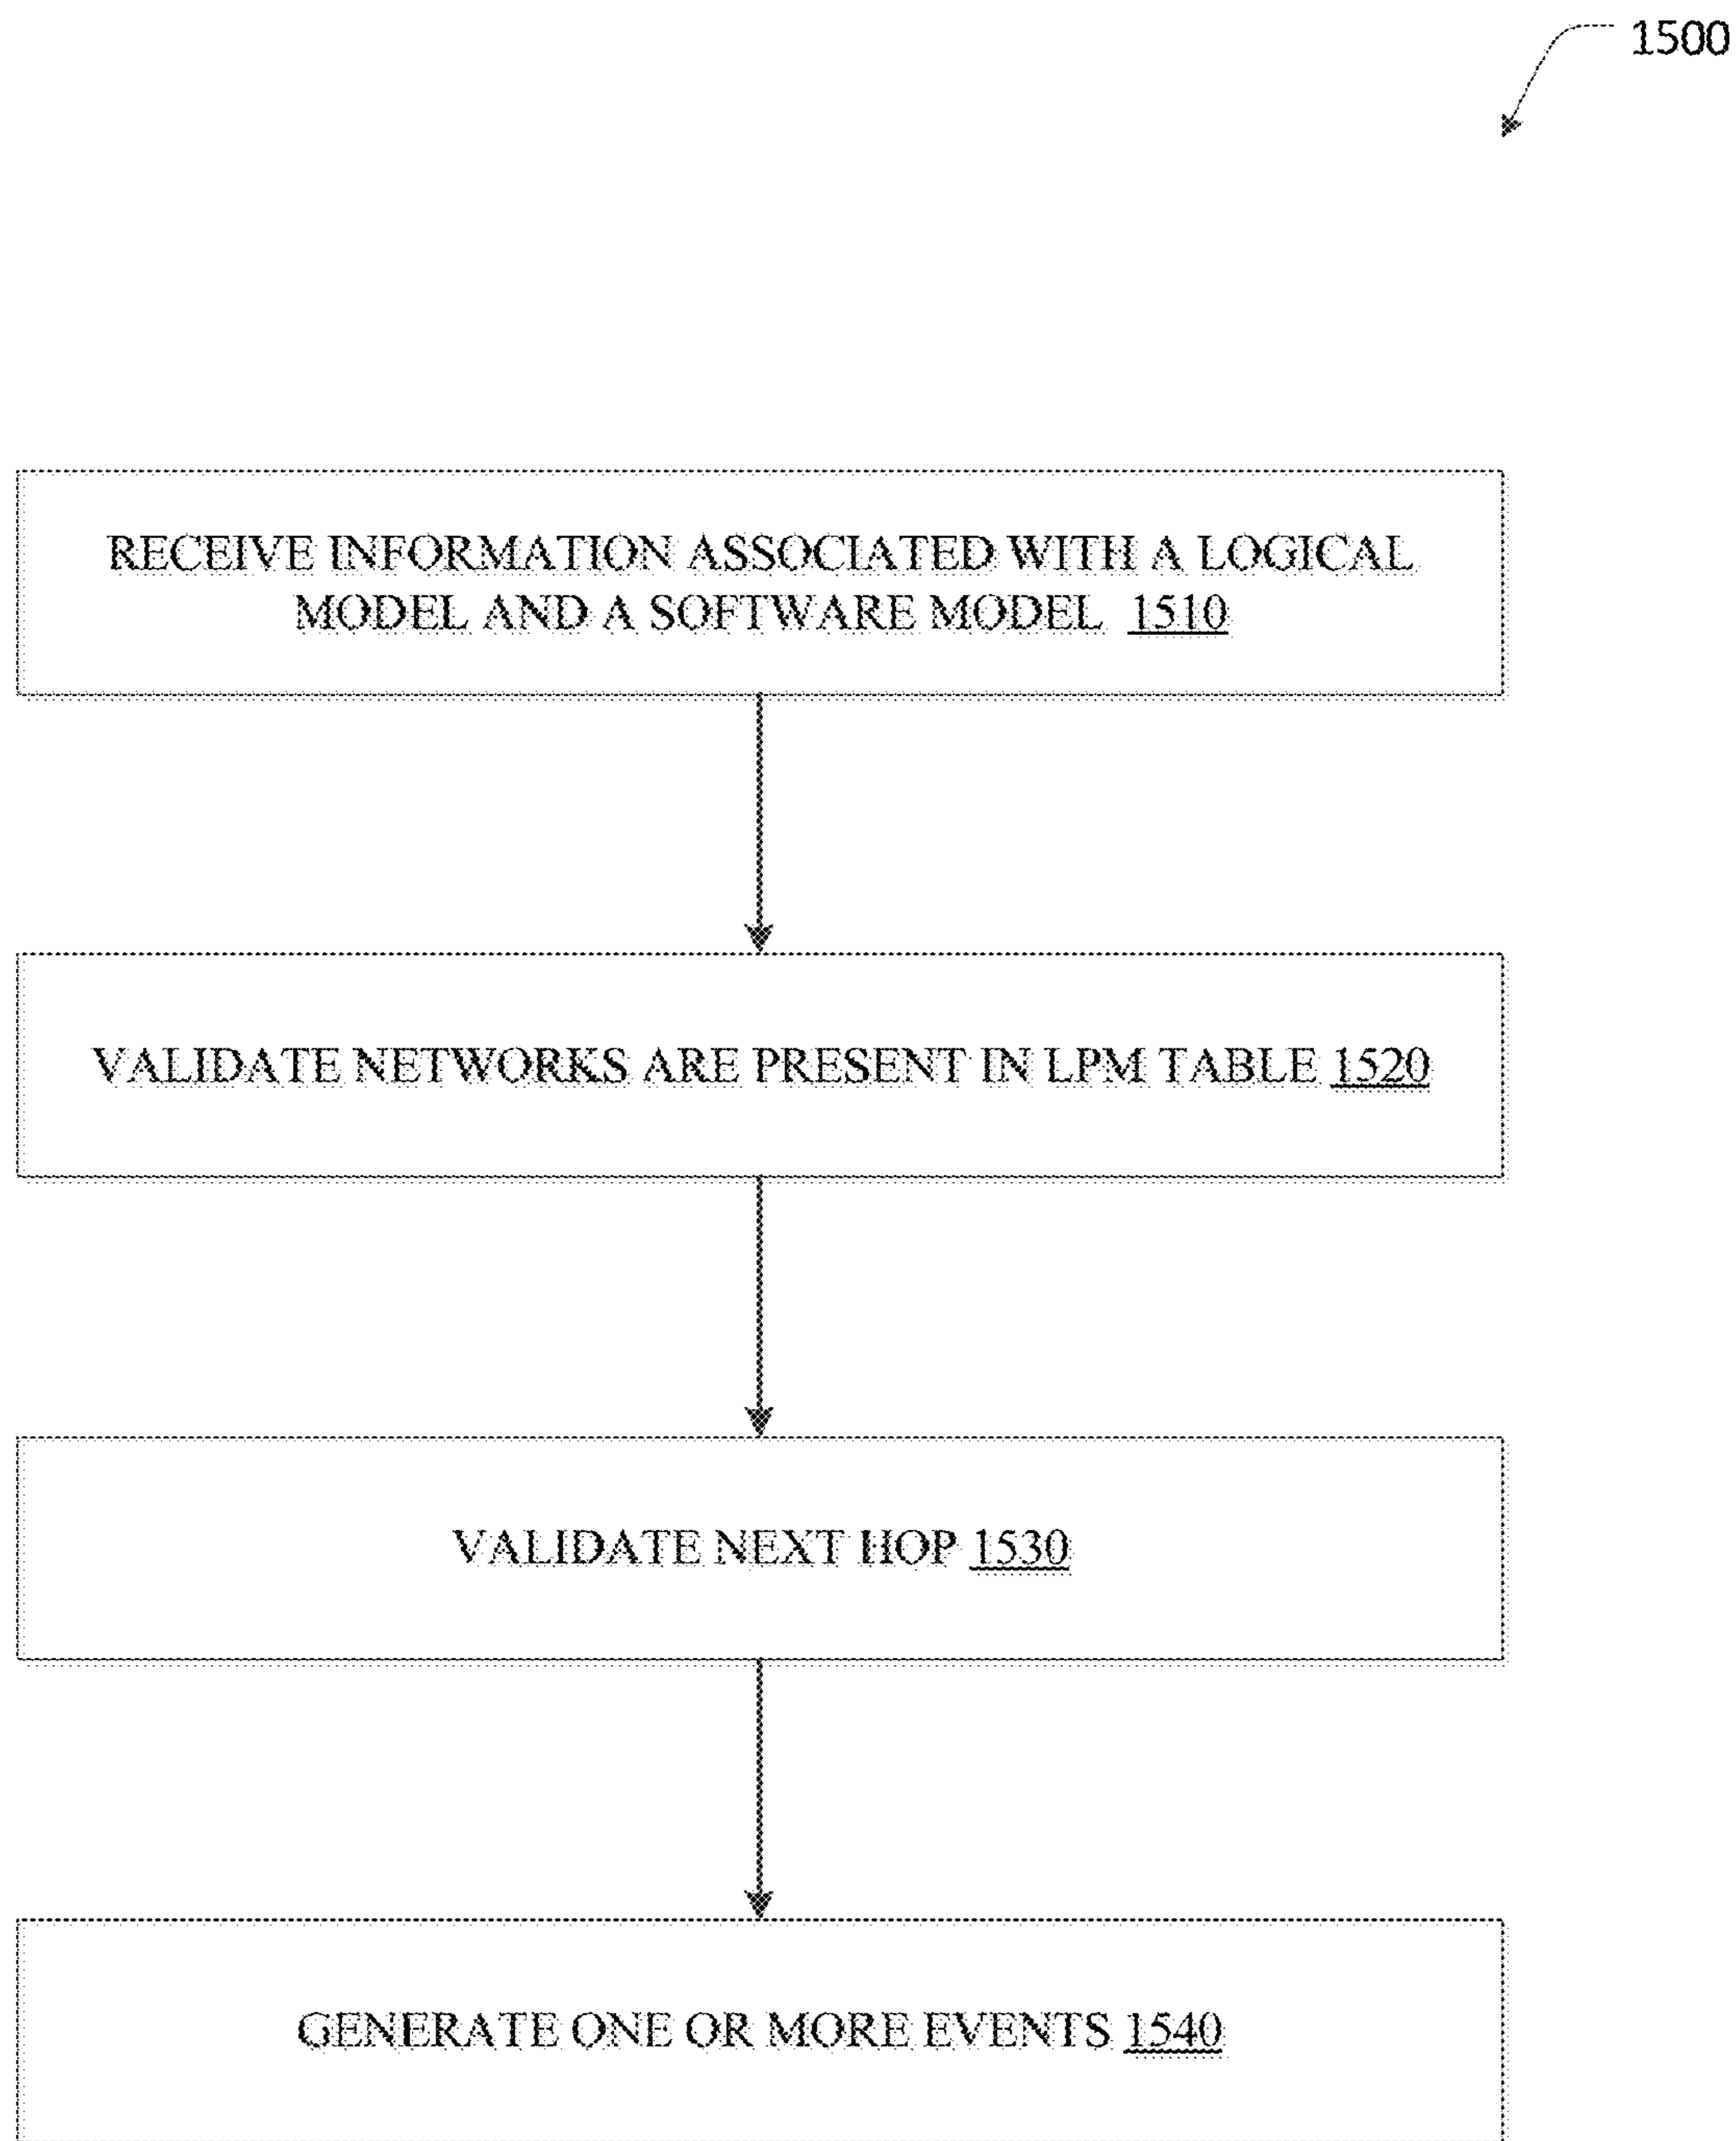 1500
RECEIVE INFORMATION ASSOCIATED WITH A LOGICAL
MODEL AND A SOFTWARE MODEL 1510
VALIDATE NETWORKS ARE PRESENT IN LPM TABLE 1520
VALIDATE NEXT HOP 1530
GENERATE ONE OR MORE EVENTS 1540